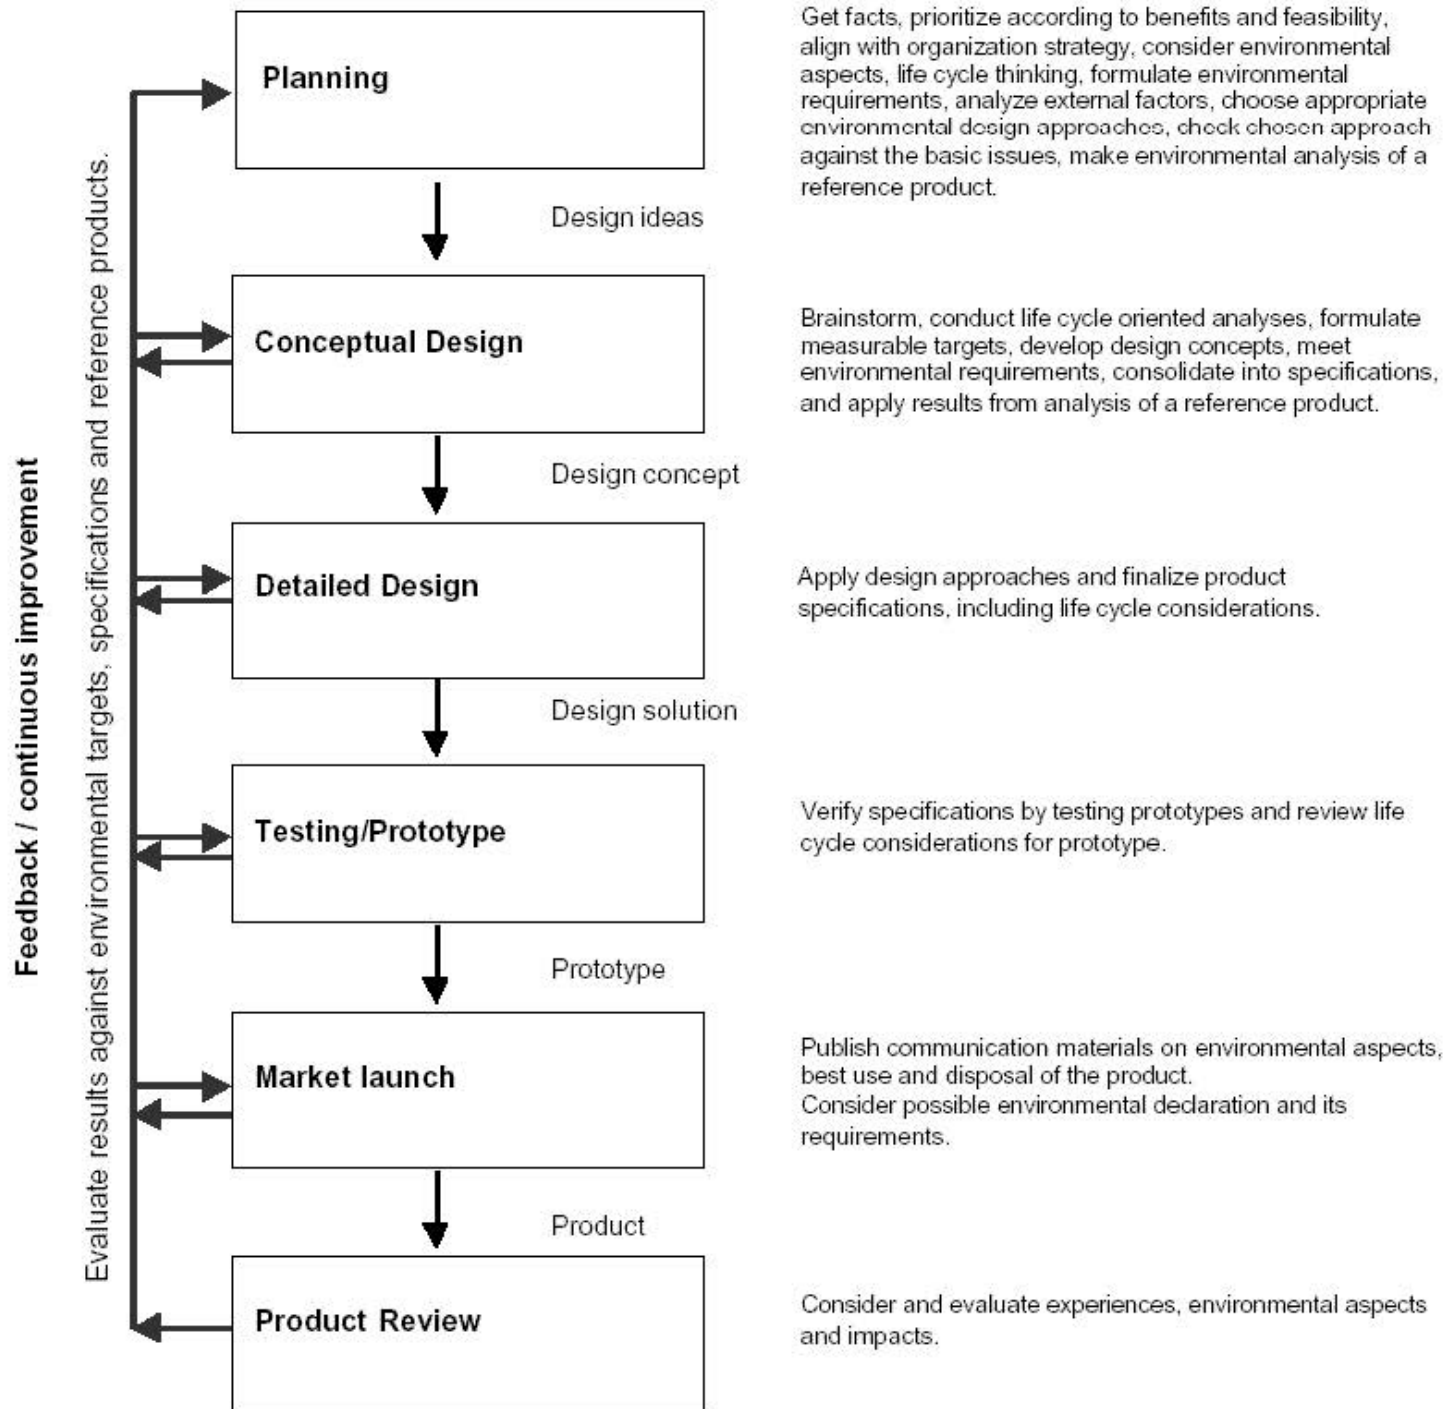 Planning
Get facts, prioritize according to benefits and feasibility,
align with organization strategy, consider environmental
aspects, life cycle thinking, formulate environmental
requirements, analyze external factors, choose appropriate
environmental design approaches, check chosen approach
against the basic issues, make environmental analysis of a
reference product.
Design ideas
Conceptual Design
Brainstorm, conduct life cycle oriented analyses, formulate
measurable targets, develop design concepts, meet
environmental requirements, consolidate into specifications,
and apply results from analysis of a reference product.
Design concept
Detailed Design
Apply design approaches and finalize product
specifications, including life cycle considerations.
Design solution
Testing/Prototype
Verify specifications by testing prototypes and review life
cycle considerations for prototype.
Prototype
Market launch
Publish communication materials on environmental aspects,
best use and disposal of the product.
Consider possible environmental declaration and its
requirements.
Product
Product Review
Consider and evaluate experiences, environmental aspects
and impacts.
Feedback / continuous improvement
Evaluate results against environmental targets, specifications and reference products.